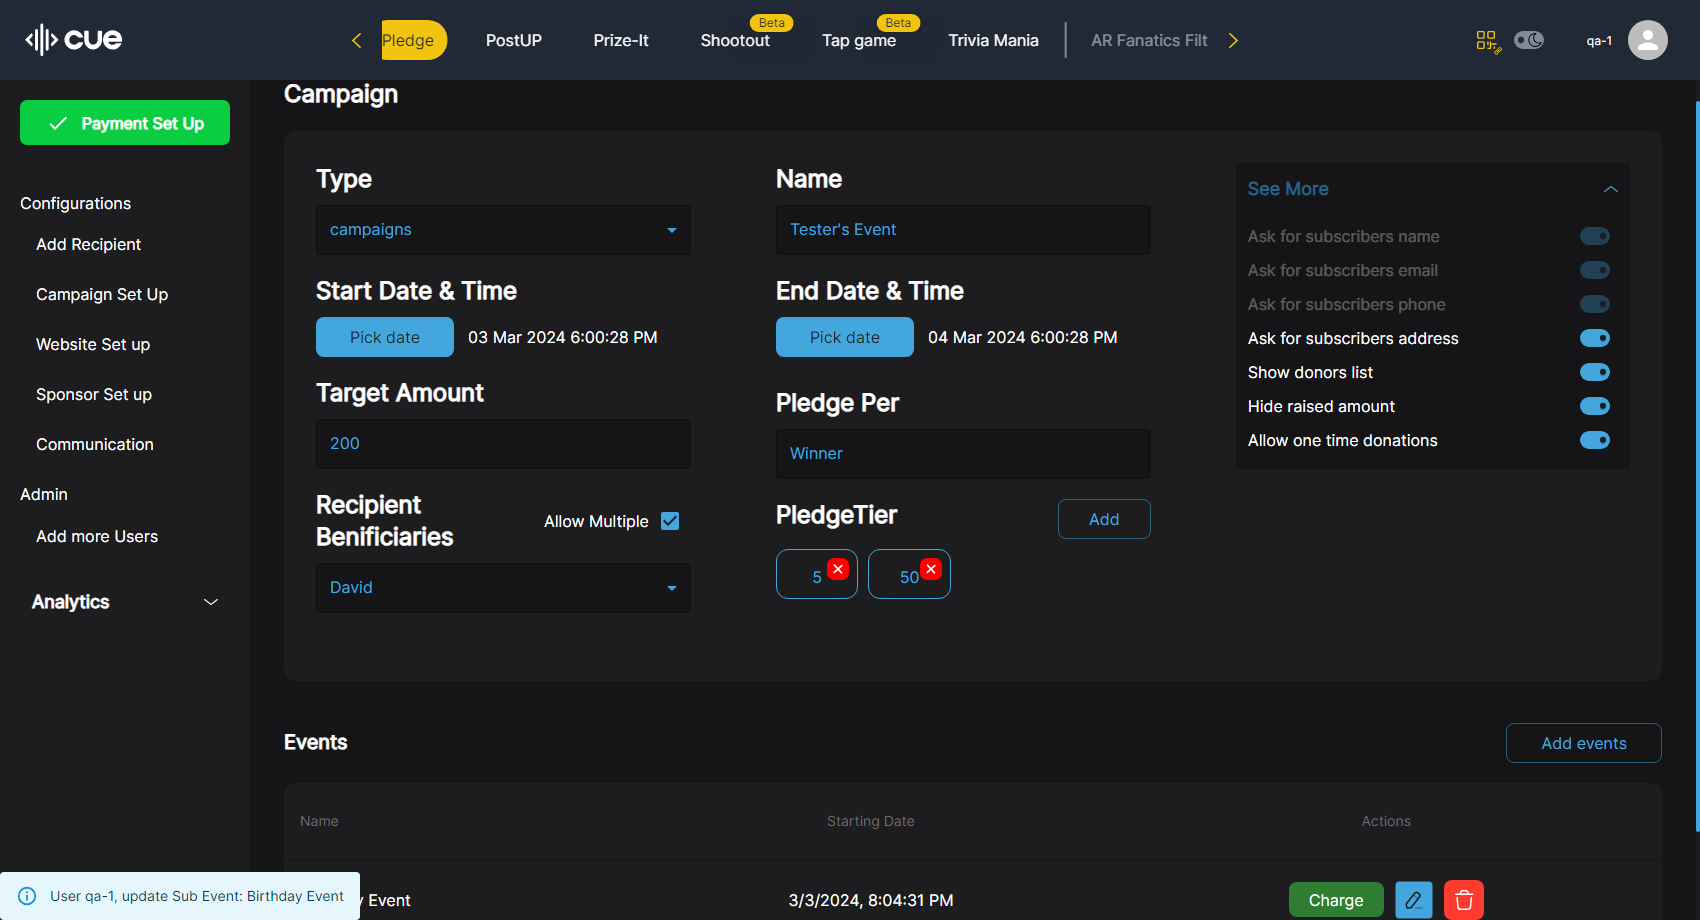 cue
Pledge
PostUP
Prize-It
Shootout
Beta
Tap game
Beta
Trivia Mania
AR Fanatics Filt
qa-1
Payment Set Up
Configurations
Add Recipient
Campaign Set Up
Website Set up
Sponsor Set up
Communication
Admin
Add more Users
Analytics
Campaign
Type
campaigns
Name
Tester's Event
Start Date & Time
Pick date 03 Mar 2024 6:00:28 PM
End Date & Time
Pick date 04 Mar 2024 6:00:28 PM
Target Amount
200
Pledge Per
Winner
Recipient
Benificiaries
Allow Multiple
David
PledgeTier
Add
5
50
See More
Ask for subscribers name
Ask for subscribers email
Ask for subscribers phone
Ask for subscribers address
Show donors list
Hide raised amount
Allow one time donations
Events
Add events
Name Starting Date Actions
y Event 3/3/2024, 8:04:31 PM Charge
User qa-1, update Sub Event: Birthday Event